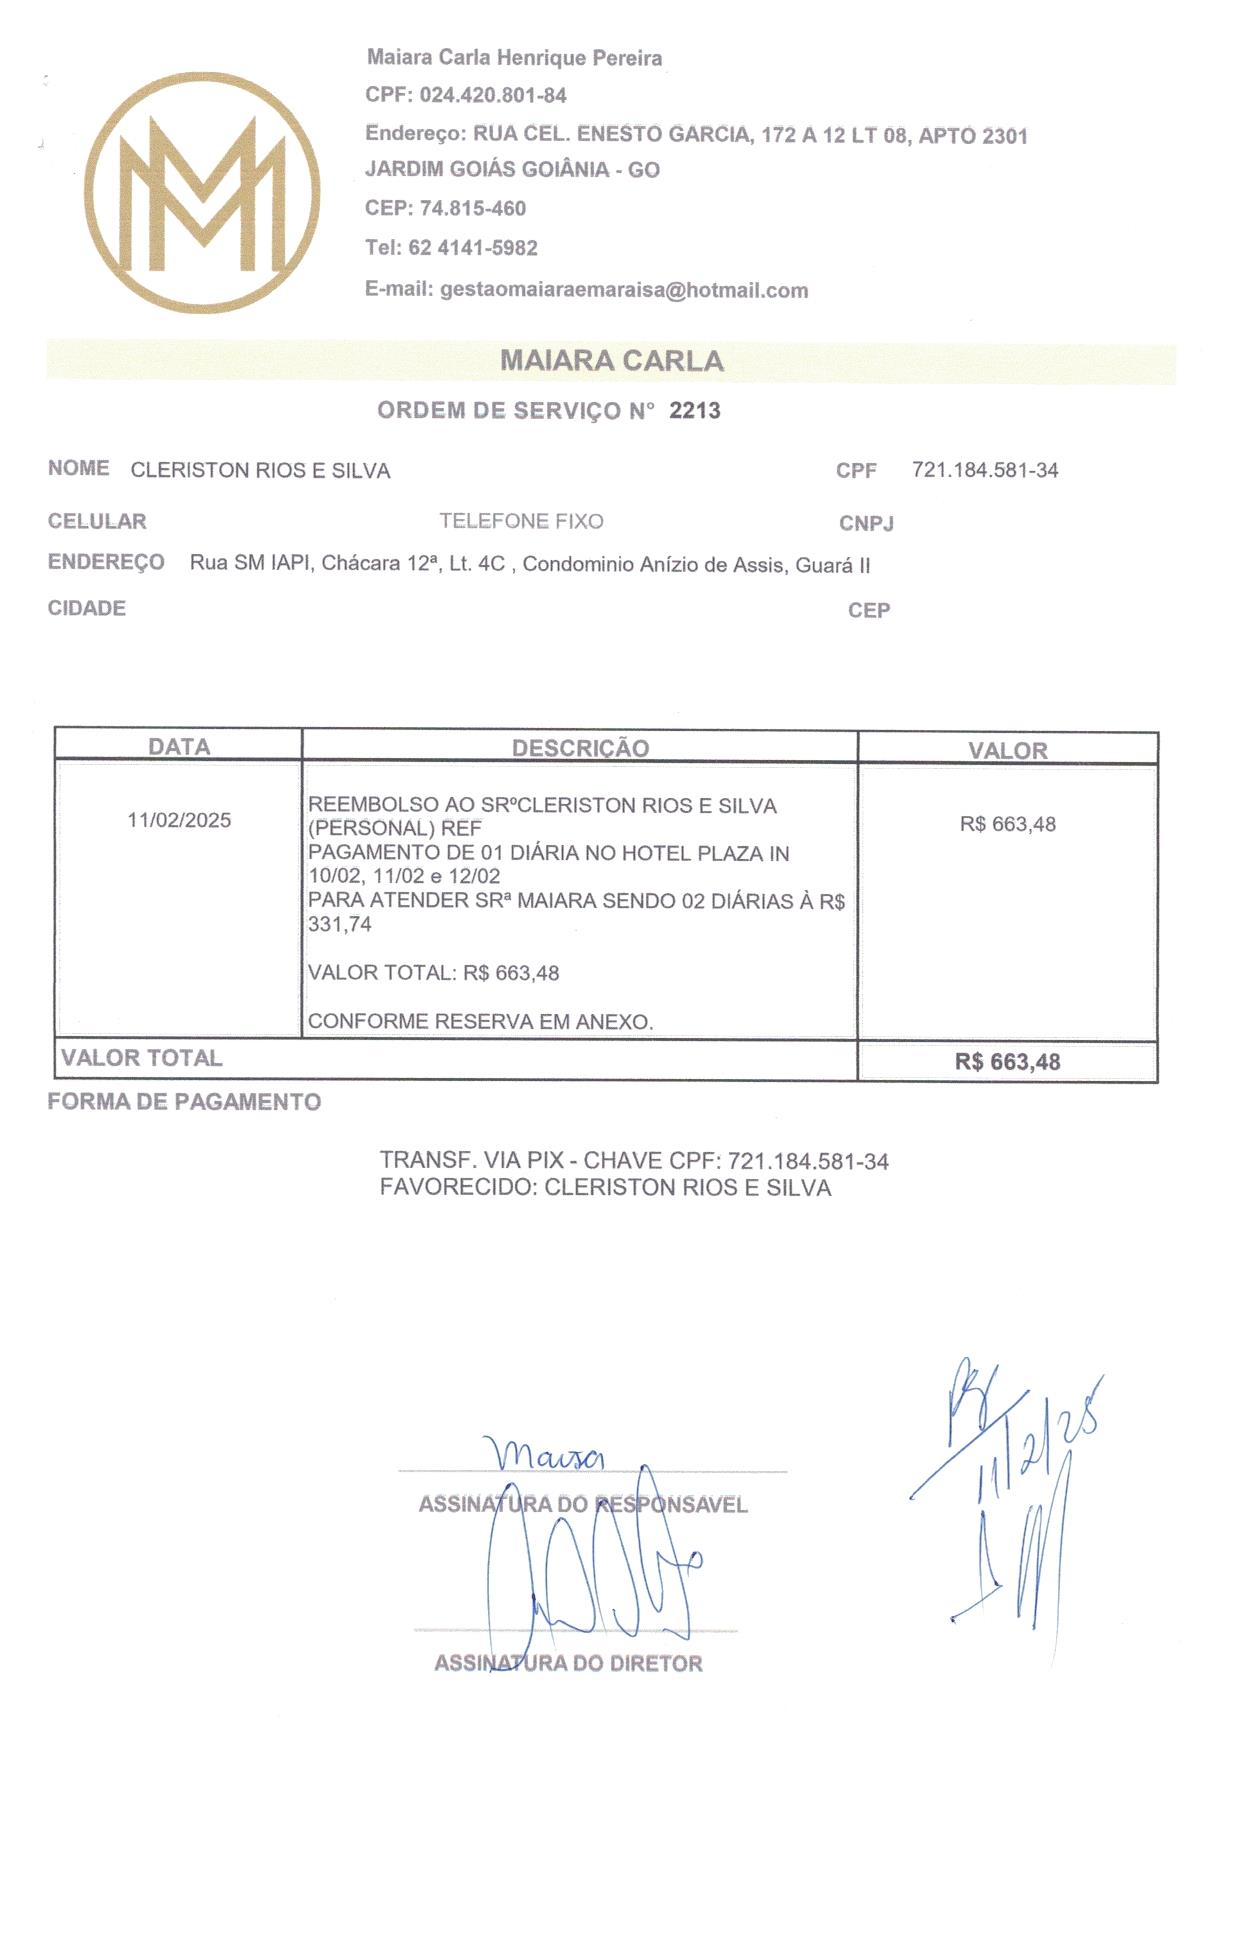 Maiara Carla Henrique Pereira
CPF: 024.420.801-84
Endereço: RUA CEL. ENESTO GARCIA, 172 A 12 LT 08, APTO 2301
JARDIM GOIÁS GOIÂNIA - GO
CEP: 74.815-460
Tel: 62 4141-5982
E-mail: gestaomaiaraemaraisa@hotmail.com
MAIARA CARLA
ORDEM DE SERVIÇO N° 2213
NOME CLERISTON RIOS E SILVA CPF 721.184.581-34
CELULAR TELEFONE FIXO CNPJ
ENDEREÇO Rua SM IAPI, Chácara 12ª, Lt. 4C , Condominio Anízio de Assis, Guará II
CIDADE CEP
DATA DESCRIÇÃO VALOR
REEMBOLSO AO SRºCLERISTON RIOS E SILVA
11/02/2025 (PERSONAL) REF R$ 663,48
PAGAMENTO DE 01 DIÁRIA NO HOTEL PLAZA IN
10/02, 11/02 e 12/02
PARA ATENDER SRª MAIARA SENDO 02 DIÁRIAS À R$
331,74
VALOR TOTAL: R$ 663,48
CONFORME RESERVA EM ANEXO.
VALOR TOTAL R$ 663,48
FORMA DE PAGAMENTO
TRANSF. VIA PIX - CHAVE CPF: 721.184.581-34
FAVORECIDO: CLERISTON RIOS E SILVA
11/2/25
ASSINATURA DO RESPONSAVEL
ASSINATURA DO DIRETOR